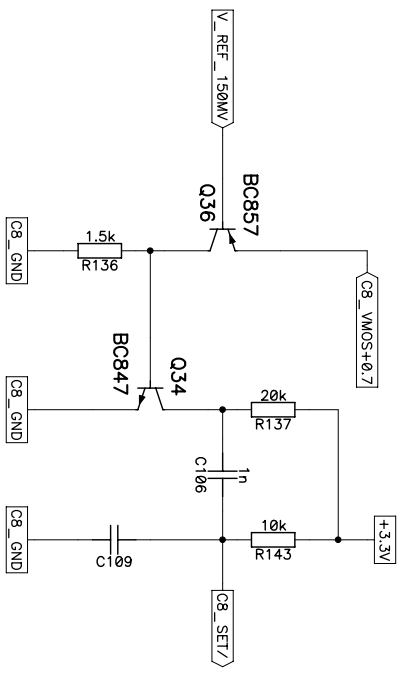 V_REF_150MV
BC857
Q36
C8_VMOS+0.7
1.5k
R136
C8_GND
Q34
BC847
C8_GND
20k
R137
1n
C106
+3.3V
10k
R143
C109
C8_GND
C8_SET/